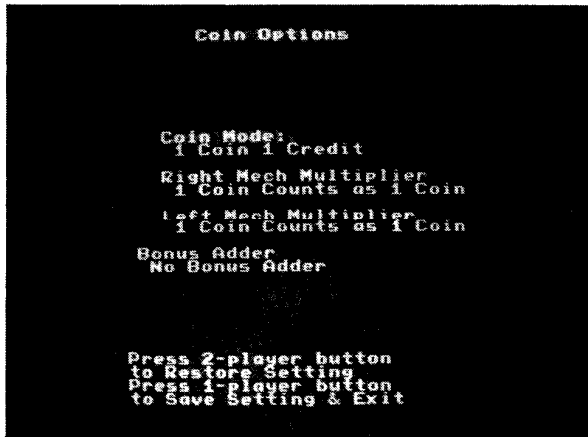 Coin Options
Coin Mode:
1 Coin 1 Credit
Right Mech Multiplier
1 Coin Counts as 1 Coin
Left Mech Multiplier
1 Coin Counts as 1 Coin
Bonus Adder
No Bonus Adder
Press 2-player button
to Restore Setting
Press 1-player button
to Save Setting & Exit